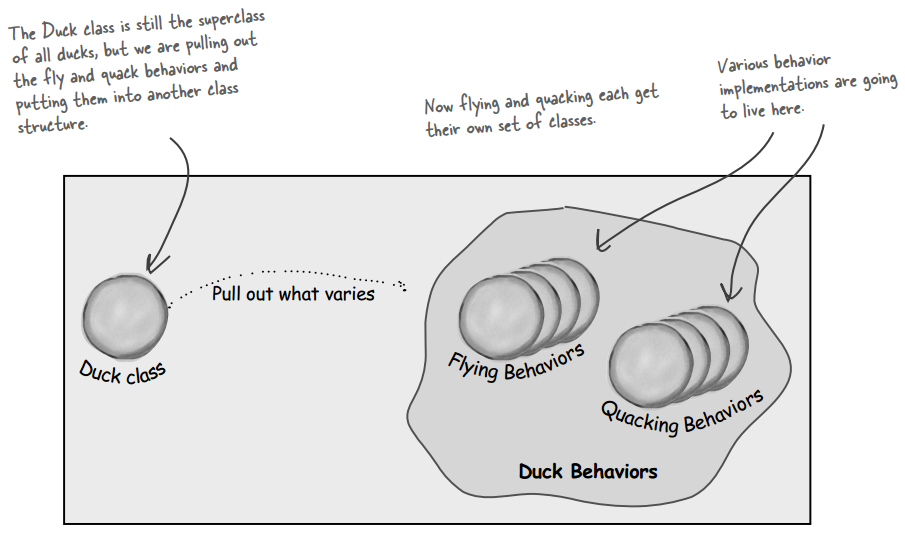 The Duck class is still the superclass
of all ducks, but we are pulling out
the fly and quack behaviors and
putting them into another class
structure.
Now flying and quacking each get
their own set of classes.
Various behavior
implementations are going
to live here.
Pull out what varies
Duck class
Flying Behaviors
Quacking Behaviors
Duck Behaviors